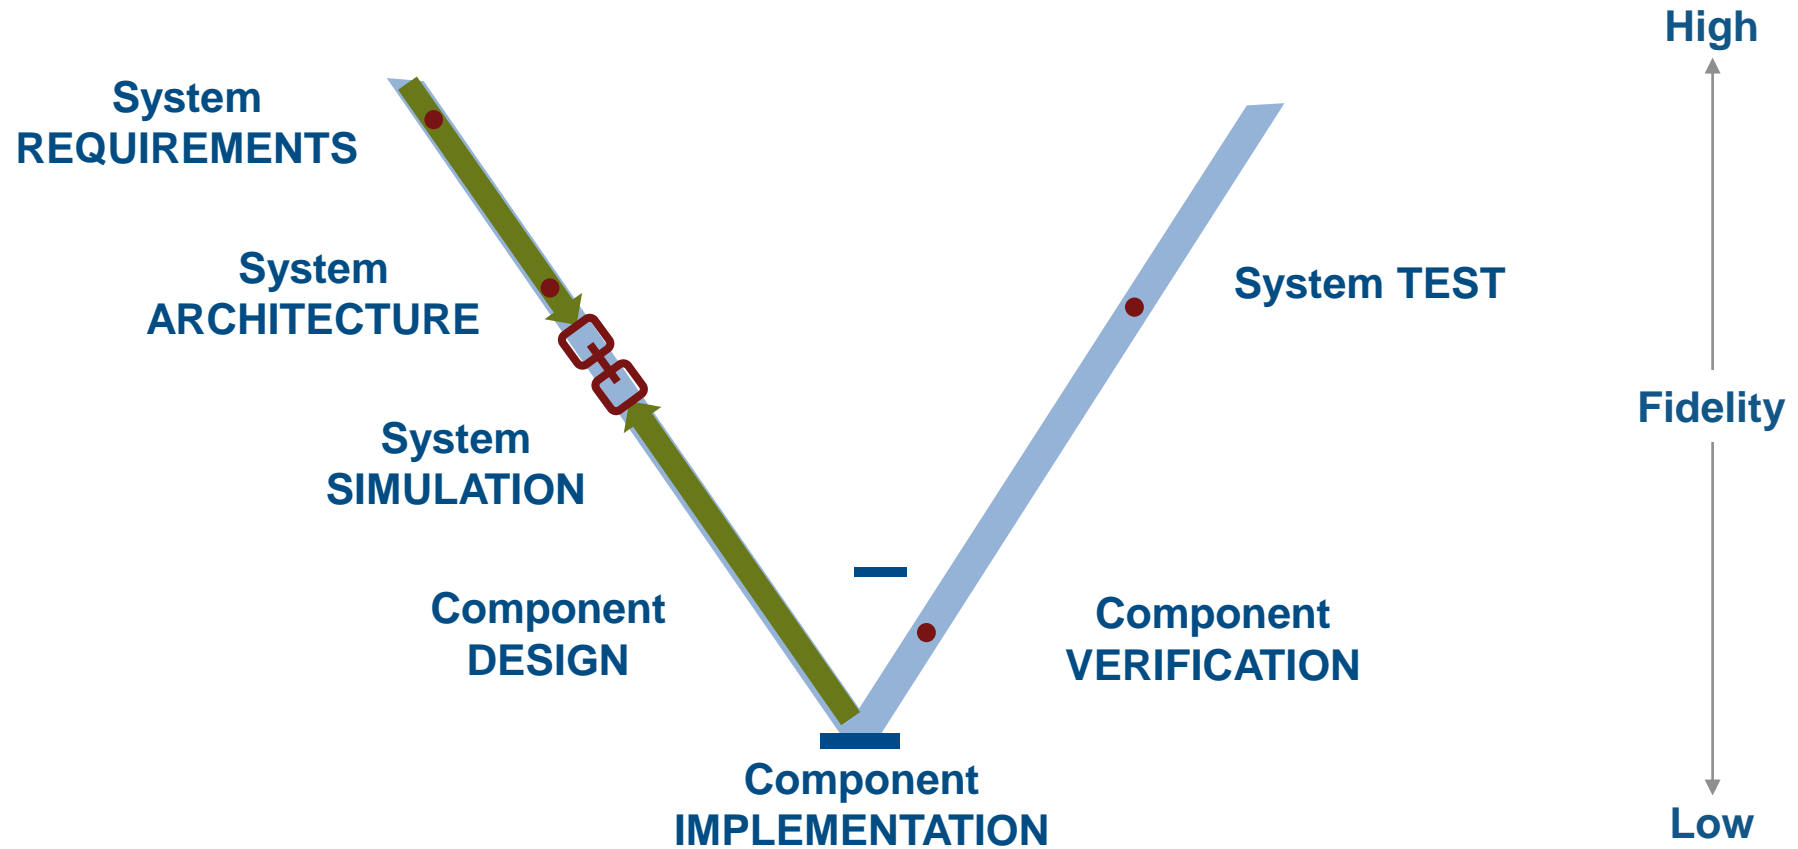 High
System
REQUIREMENTS
System
ARCHITECTURE
System TEST
Fidelity
System
SIMULATION
Component
DESIGN
Component
VERIFICATION
Component
IMPLEMENTATION
Low